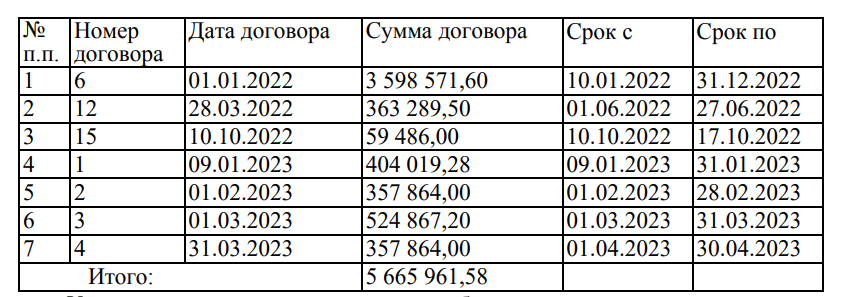 № п.п. Номер договора Дата договора Сумма договора Срок с Срок по
1 6 01.01.2022 3 598 571,60 10.01.2022 31.12.2022
2 12 28.03.2022 363 289,50 01.06.2022 27.06.2022
3 15 10.10.2022 59 486,00 10.10.2022 17.10.2022
4 1 09.01.2023 404 019,28 09.01.2023 31.01.2023
5 2 01.02.2023 357 864,00 01.02.2023 28.02.2023
6 3 01.03.2023 524 867,20 01.03.2023 31.03.2023
7 4 31.03.2023 357 864,00 01.04.2023 30.04.2023
Итого: 5 665 961,58